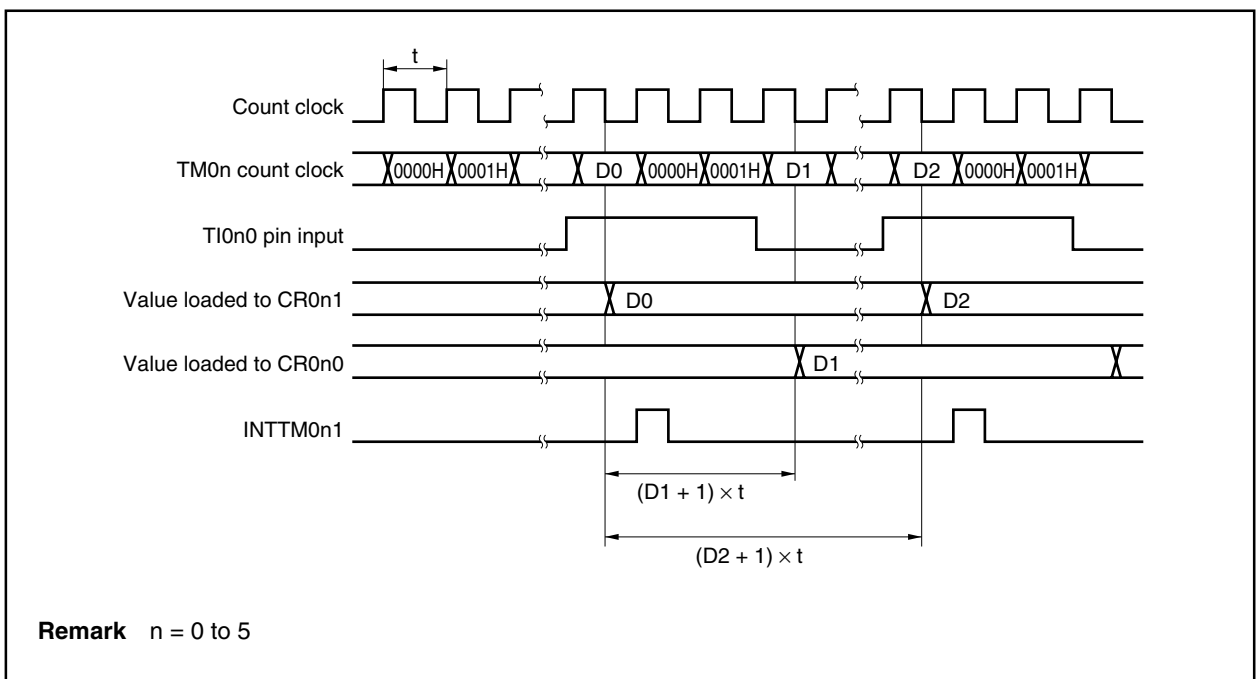 t
Count clock
TM0n count clock 0000H 0001H D0 0000H 0001H D1 D2 0000H 0001H
TI0n0 pin input
Value loaded to CR0n1 D0 D2
Value loaded to CR0n0 D1
INTTM0n1
(D1 + 1) × t
(D2 + 1) × t
Remark n = 0 to 5